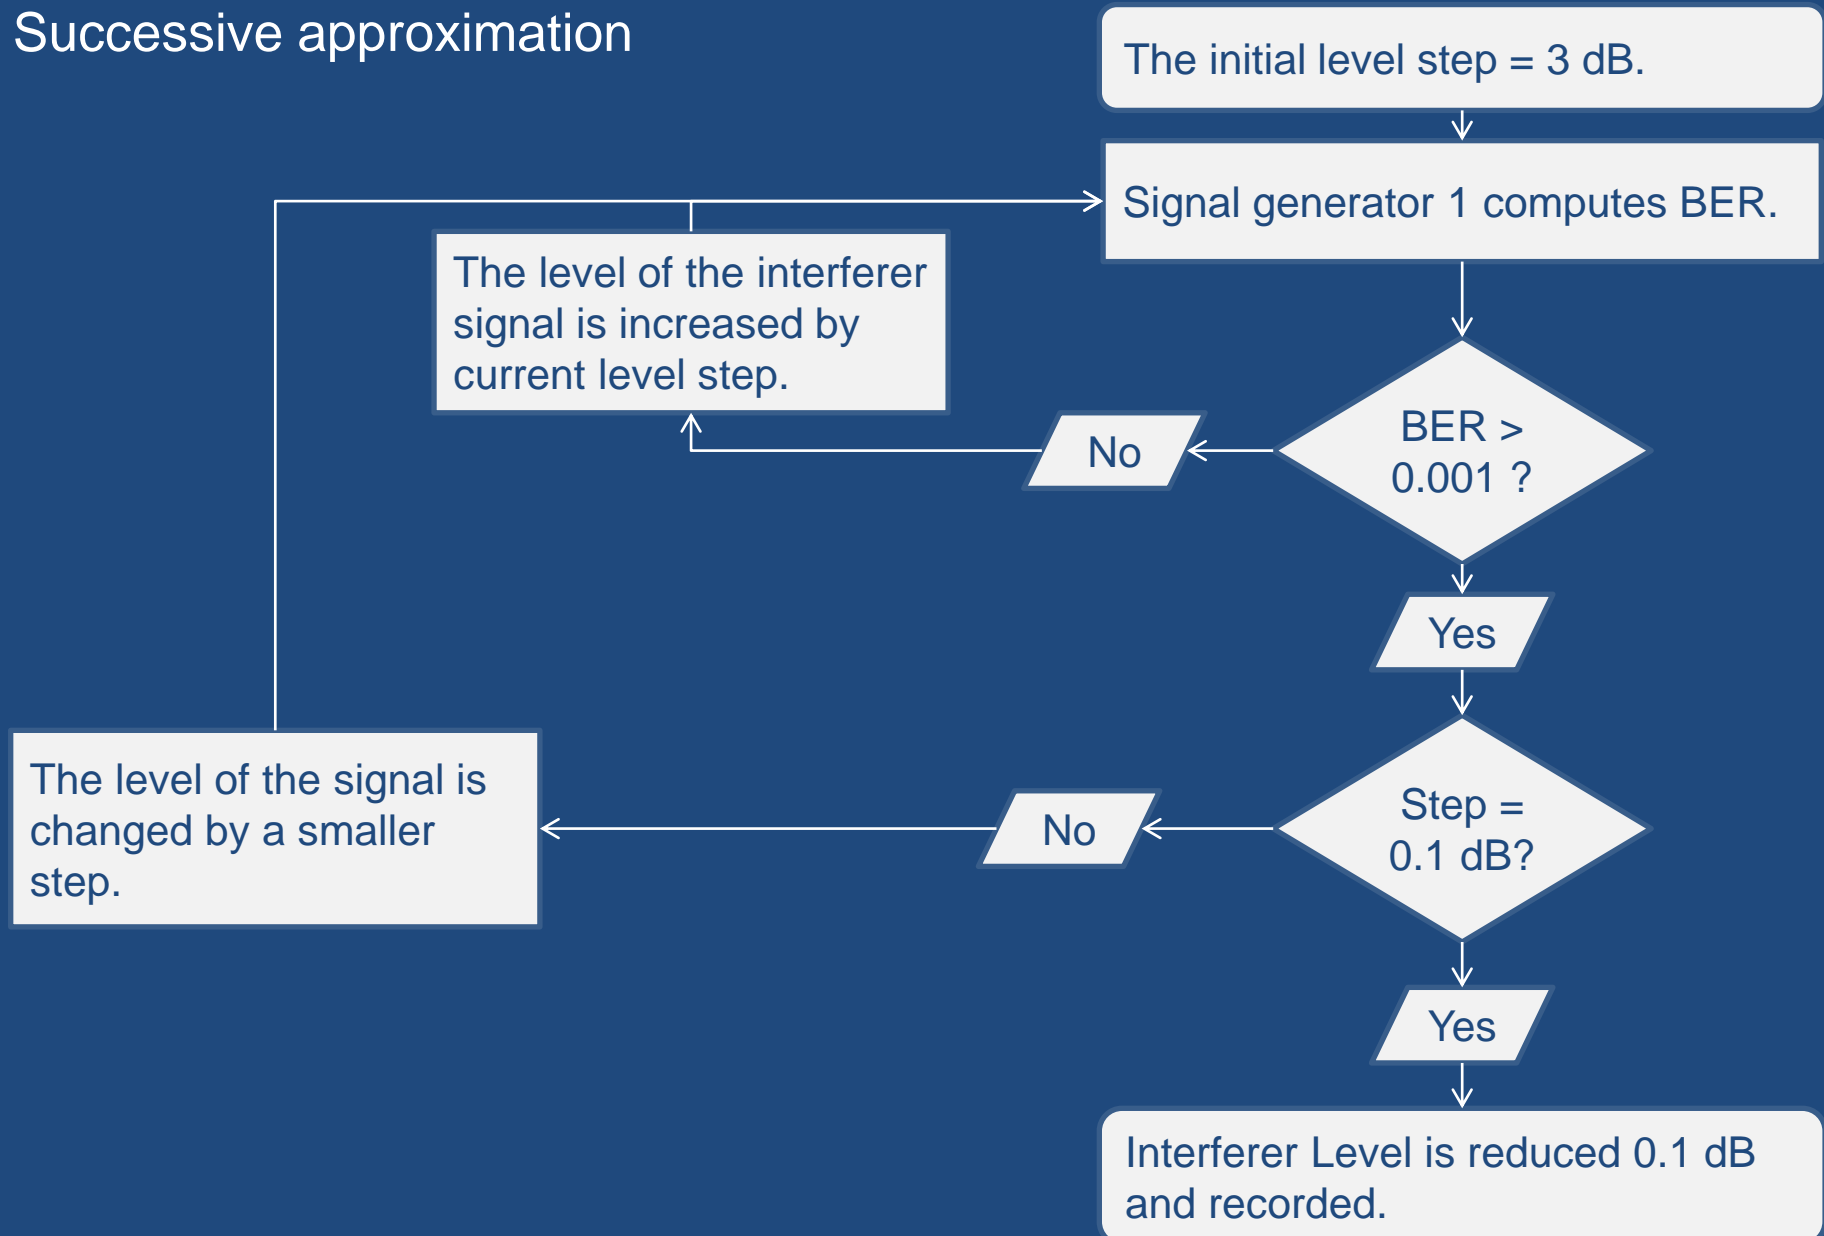 Successive approximation
The initial level step = 3 dB.
Signal generator 1 computes BER.
The level of the interferer
signal is increased by
current level step.
BER >
0.001 ?
No
Yes
The level of the signal is
changed by a smaller
step.
No
Step =
0.1 dB?
Yes
Interferer Level is reduced 0.1 dB
and recorded.